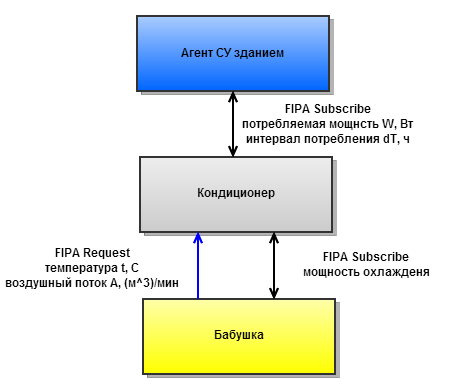 Агент СУ зданием
FIPA Subscribe
потребляемая мощнсть W, Вт
интервал потребления dT, ч
Кондиционер
FIPA Request
температура t, С
воздушный поток А, (м^3)/мин
FIPA Subscribe
мощность охлажденя
Бабушка